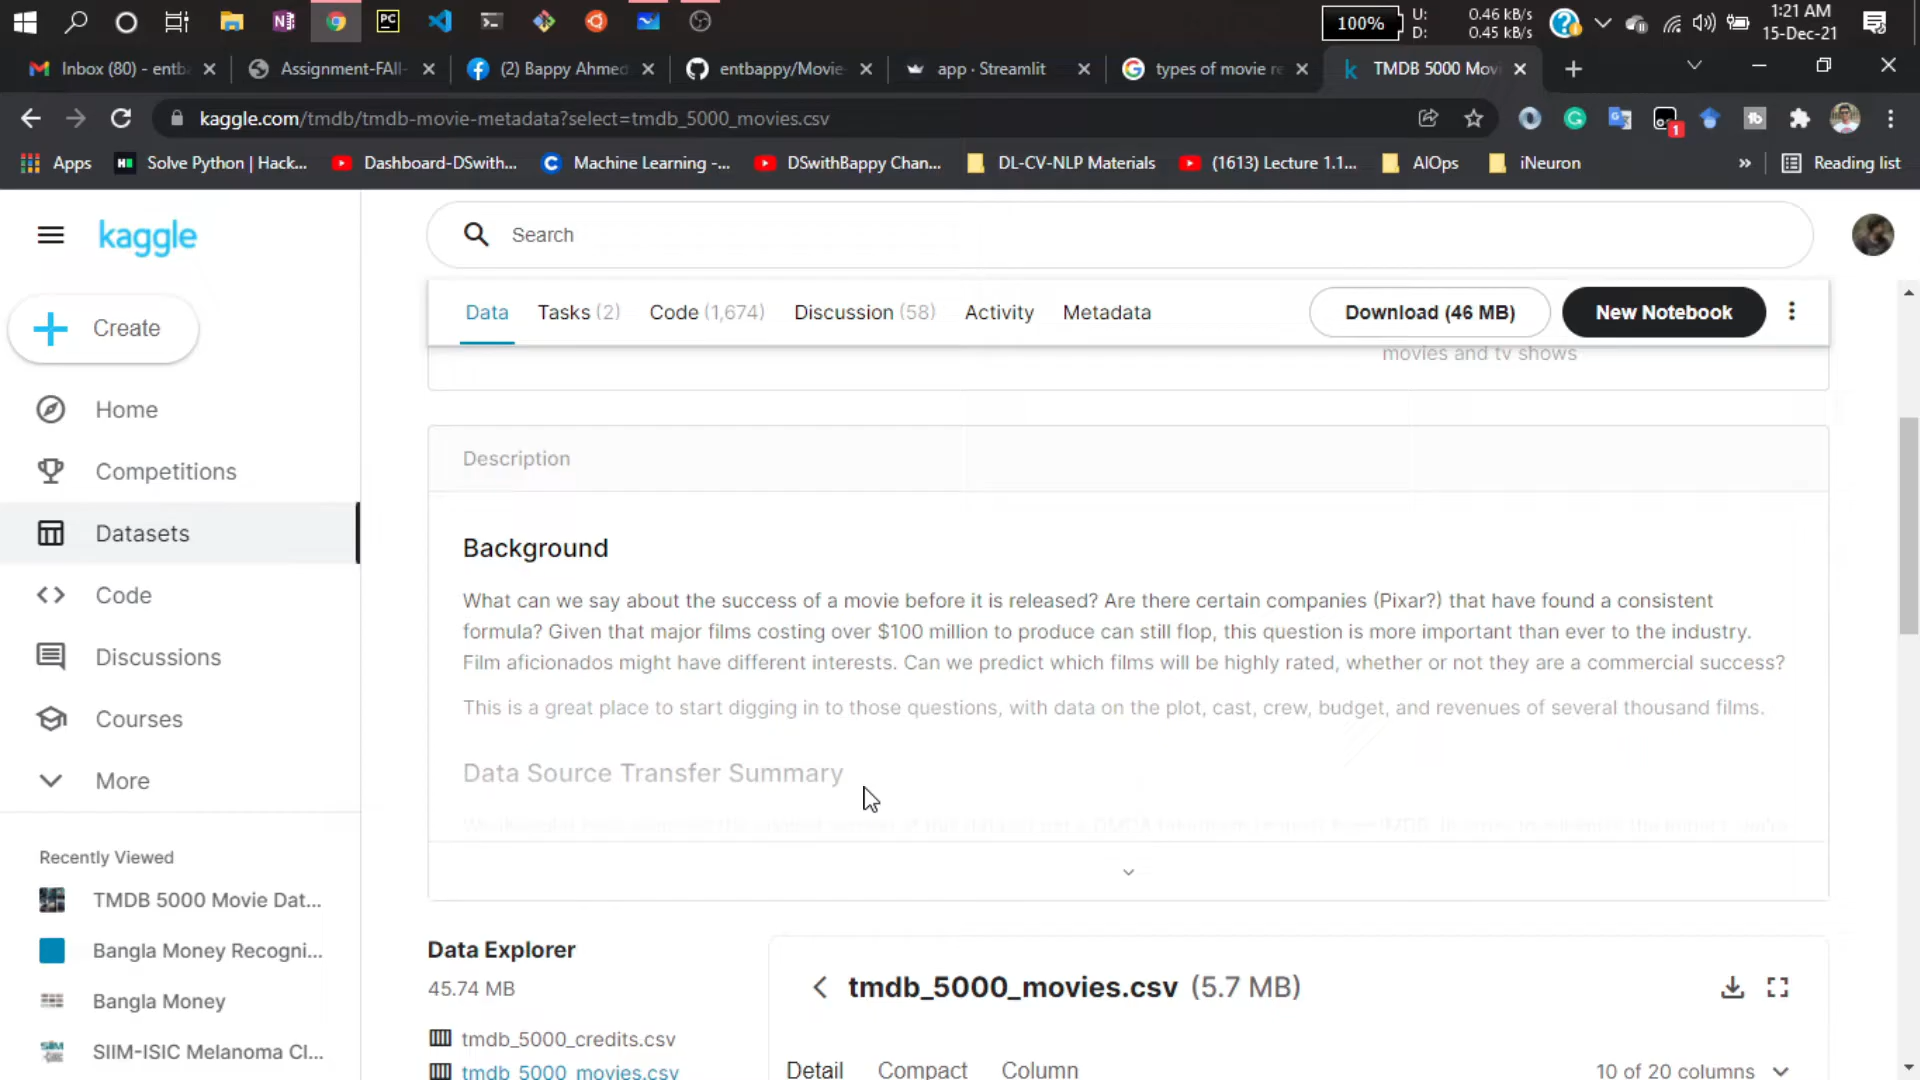 100% U: 0.46 kB/s 1:21 AM
D: 0.45 kB/s 15-Dec-21
Inbox (80) - entb Assignment-FAll- (2) Bappy Ahmed entbappy/Movie app · Streamlit types of movie re TMDB 5000 Mov
kaggle.com/tmdb/tmdb-movie-metadata?select=tmdb_5000_movies.csv 1
Apps Solve Python | Hack... Dashboard-DSwith... Machine Learning -... DSwithBappy Chan... DL-CV-NLP Materials (1613) Lecture 1.1... AIOps iNeuron » Reading list
kaggle Search
Create
Data Tasks (2) Code (1,674) Discussion (58) Activity Metadata Download (46 MB) New Notebook
movies and tv shows
Home
Competitions
Datasets
Code
Discussions
Courses
More
Recently Viewed
TMDB 5000 Movie Dat...
Bangla Money Recogni...
Bangla Money
SIIM-ISIC Melanoma Cl...
Description
Background
What can we say about the success of a movie before it is released? Are there certain companies (Pixar?) that have found a consistent
formula? Given that major films costing over $100 million to produce can still flop, this question is more important than ever to the industry.
Film aficionados might have different interests. Can we predict which films will be highly rated, whether or not they are a commercial success?
This is a great place to start digging in to those questions, with data on the plot, cast, crew, budget, and revenues of several thousand films.
Data Source Transfer Summary
Data Explorer
45.74 MB
tmdb_5000_credits.csv
tmdb_5000_movies.csv
tmdb_5000_movies.csv (5.7 MB)
Detail Compact Column 10 of 20 columns